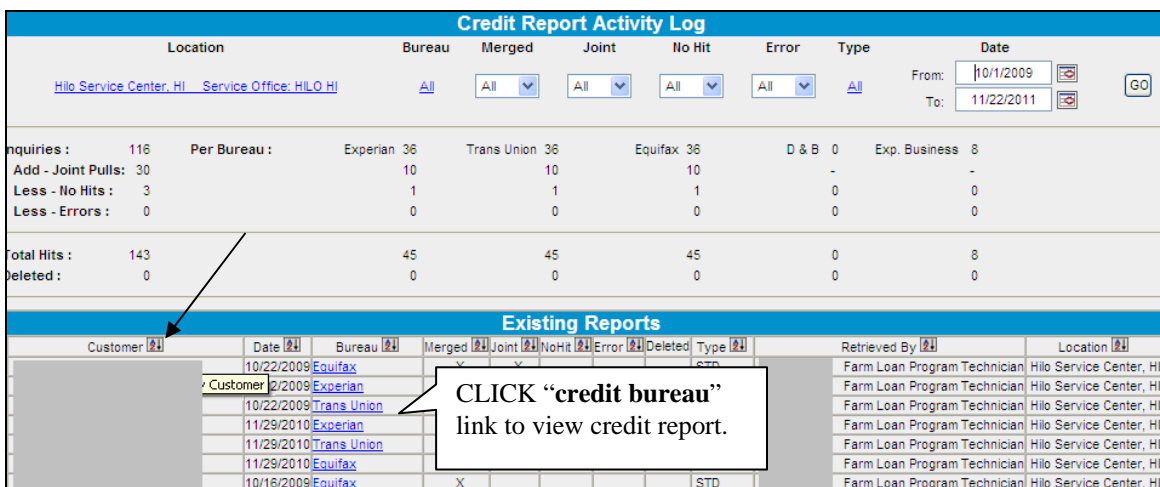 Credit Report Activity Log
Location Bureau Merged Joint No Hit Error Type Date
Hilo Service Center, HI Service Office: HILO HI All All All All All All From: 10/1/2009 GO
To: 11/22/2011
nquiries : 116 Per Bureau : Experian 36 Trans Union 36 Equifax 36 D & B 0 Exp. Business 8
Add - Joint Pulls: 30 10 10 10 - -
Less - No Hits : 3 1 1 1 0 0
Less - Errors : 0 0 0 0 0 0
Total Hits : 143 45 45 45 0 8
Deleted : 0 0 0 0 0 0
Existing Reports
Customer Date Bureau Merged Joint NoHit Error Deleted Type Retrieved By Location
10/22/2009 Equifax X X STD Farm Loan Program Technician Hilo Service Center, HI
y Customer 2/2009 Experian Farm Loan Program Technician Hilo Service Center, HI
10/22/2009 Trans Union Farm Loan Program Technician Hilo Service Center, HI
11/29/2010 Experian Farm Loan Program Technician Hilo Service Center, HI
11/29/2010 Trans Union Farm Loan Program Technician Hilo Service Center, HI
11/29/2010 Equifax Farm Loan Program Technician Hilo Service Center, HI
10/16/2009 Equifax X STD Farm Loan Program Technician Hilo Service Center, HI
CLICK “credit bureau”
link to view credit report.